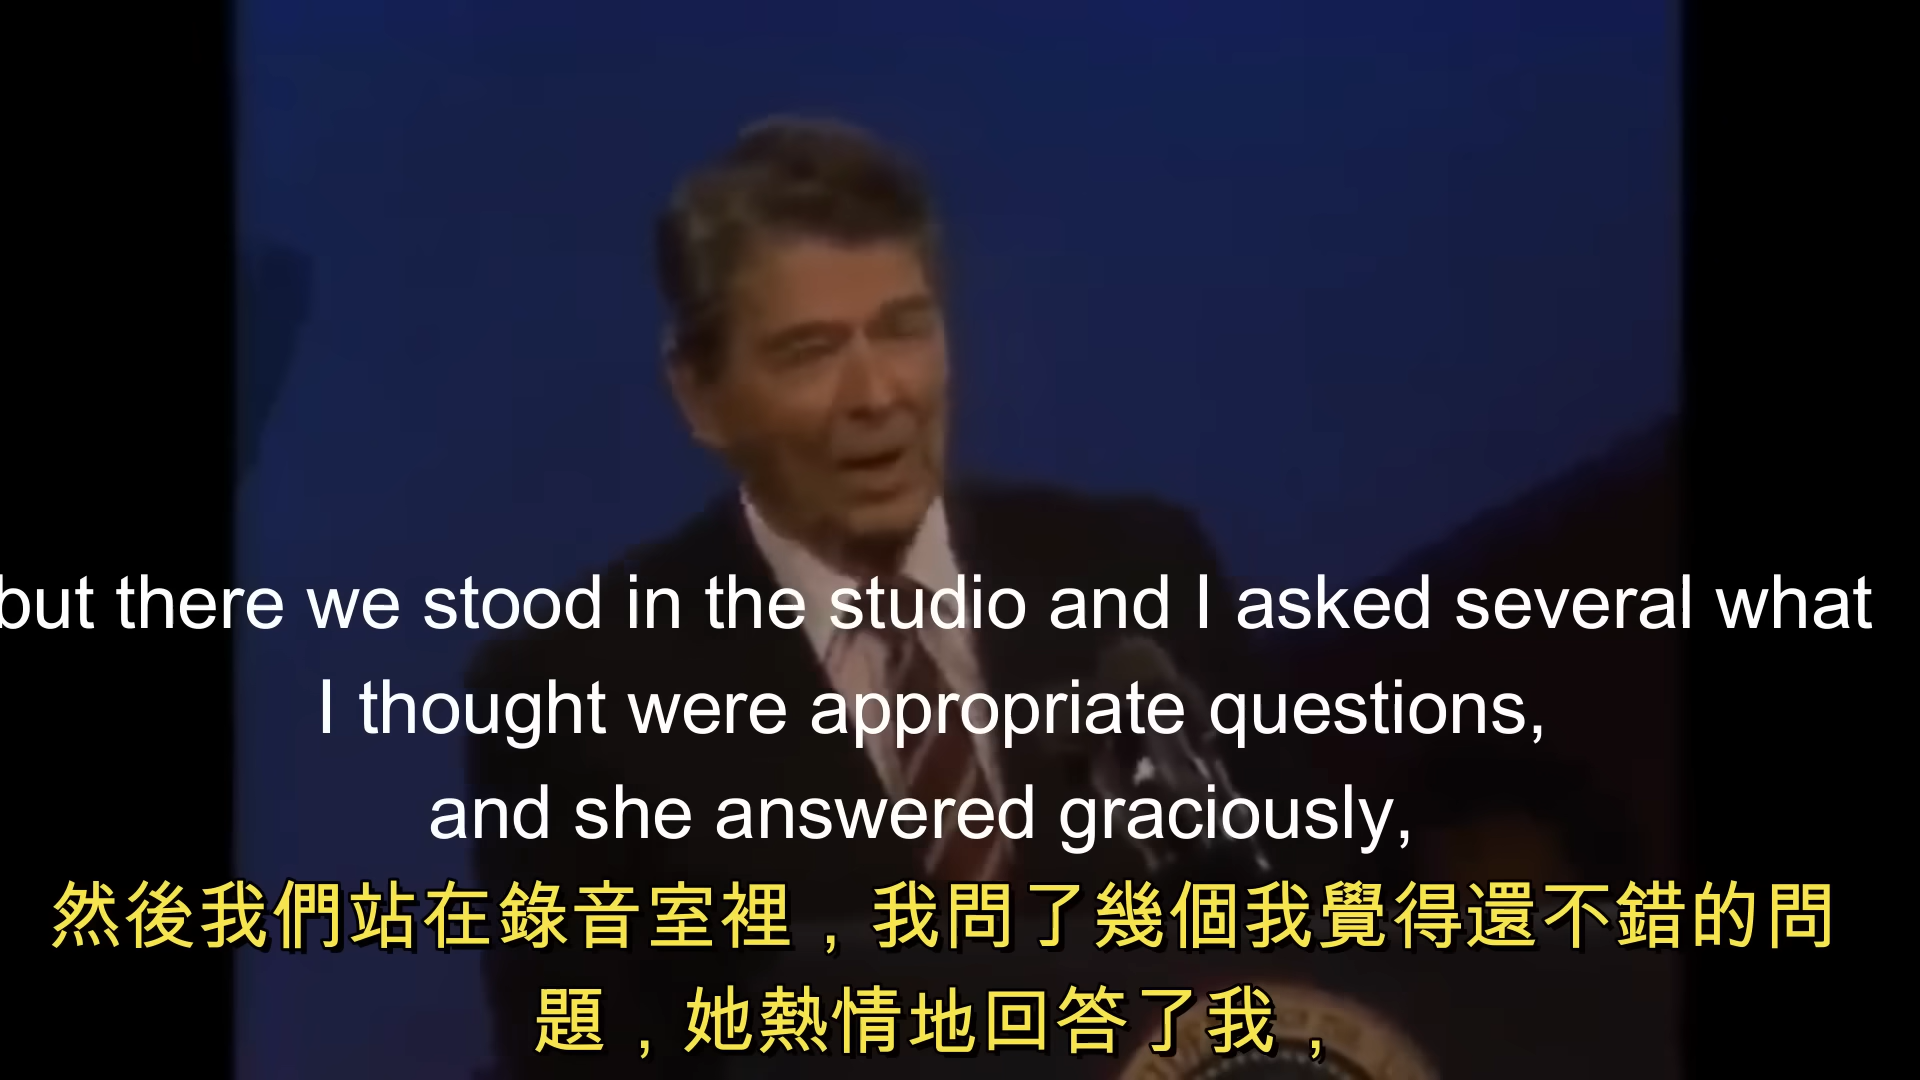 but there we stood in the studio and I asked several what
I thought were appropriate questions,
and she answered graciously,
然後我們站在錄音室裡，我問了幾個我覺得還不錯的問
題，她熱情地回答了我，